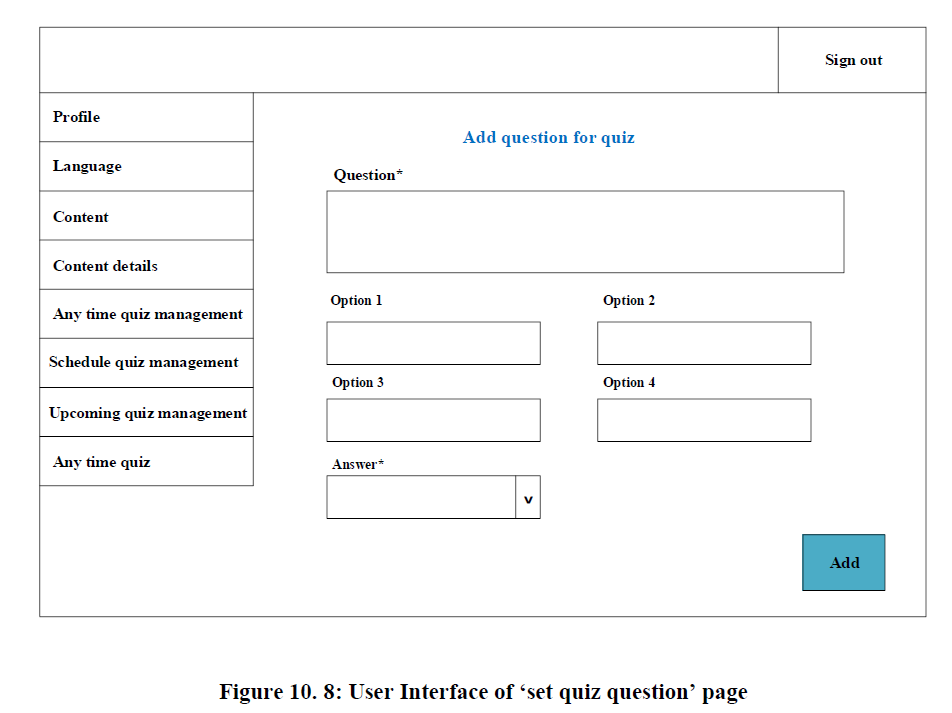 Sign out
Profile
Language
Content
Content details
Any time quiz management
Schedule quiz management
Upcoming quiz management
Any time quiz
Add question for quiz
Question*
Option 1
Option 2
Option 3
Option 4
Answer*
v
Add
Figure 10. 8: User Interface of ‘set quiz question’ page